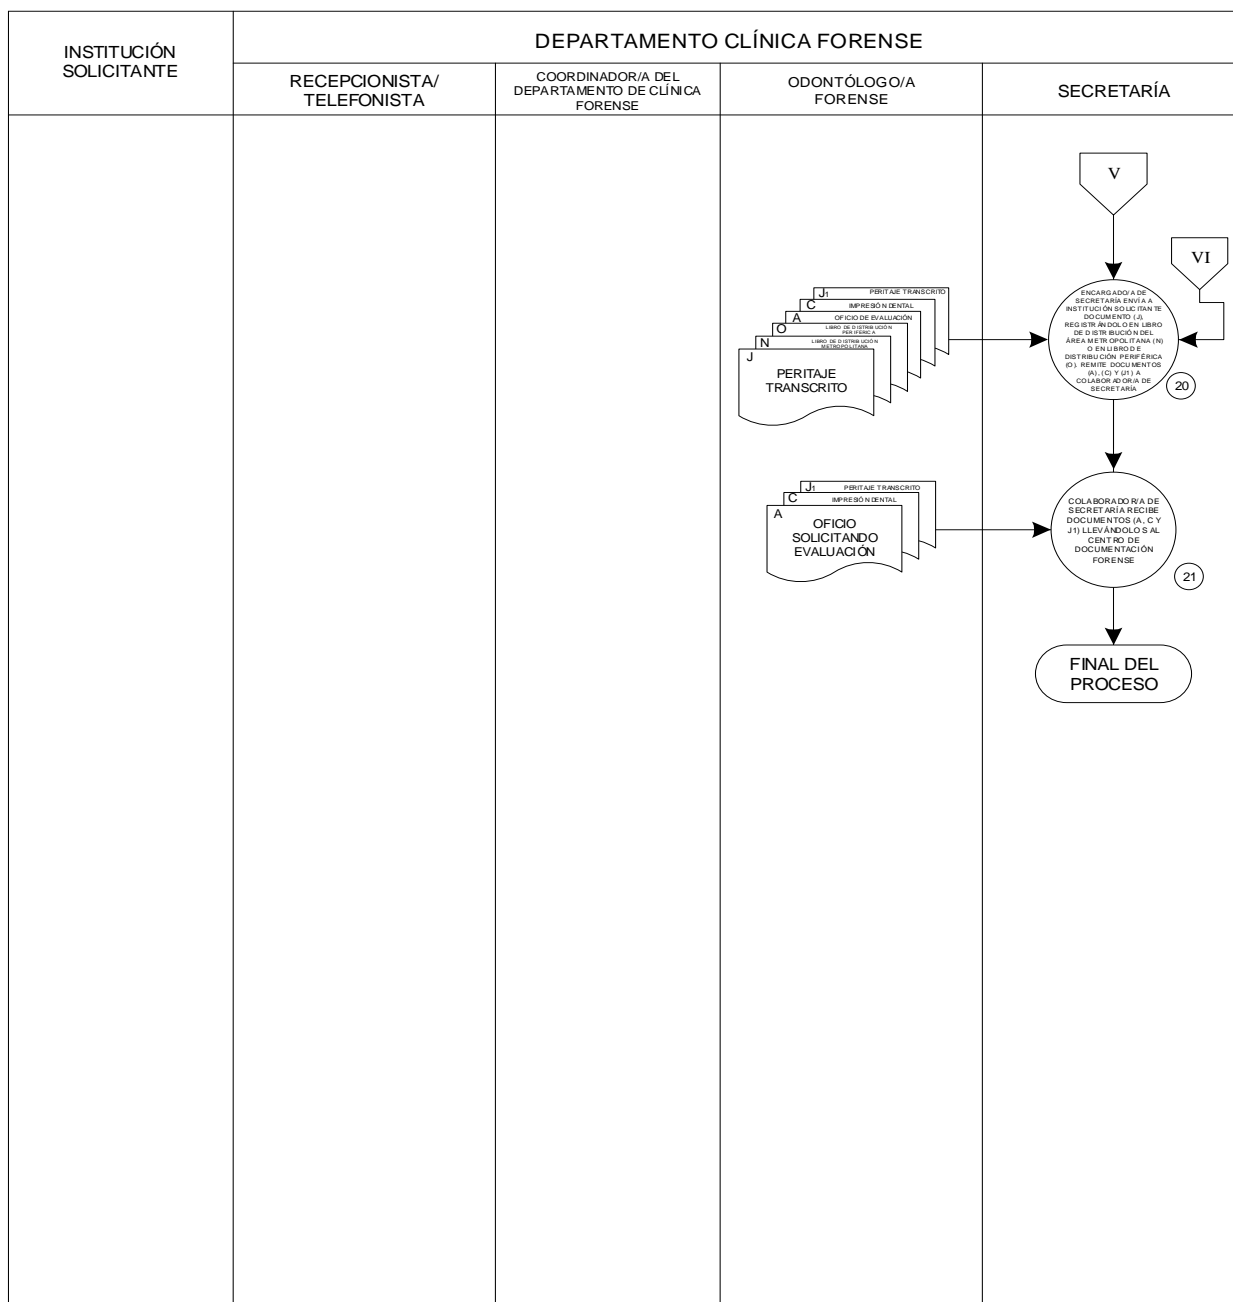 INSTITUCIÓN
SOLICITANTE
DEPARTAMENTO CLÍNICA FORENSE
RECEPCIONISTA/
TELEFONISTA
COORDINADOR/A DEL
DEPARTAMENTO DE CLÍNICA
FORENSE
ODONTÓLOGO/A
FORENSE
SECRETARÍA
V
VI
J1 PERITAJE TRANSCRITO
C IMPRESIÓN DENTAL
A OFICIO DE EVALUACIÓN
O LIBRO DE DISTRIBUCIÓN
PERIFÉRICA
N LIBRO DE DISTRIBUCIÓN
METROPOLITANA
J
PERITAJE
TRANSCRITO
ENCARGADO/A DE
SECRETARÍA ENVÍA A
INSTITUCIÓN SOLICITANTE
DOCUMENTO (J),
REGISTRÁNDOLO EN LIBRO
DE DISTRIBUCIÓN DEL
ÁREA METROPOLITANA (N)
O EN LIBRO DE
DISTRIBUCIÓN PERIFÉRICA
(O). REMITE DOCUMENTOS
(A), (C) Y (J1) A
COLABORADOR/A DE
SECRETARÍA
20
J1 PERITAJE TRANSCRITO
C IMPRESIÓN DENTAL
A
OFICIO
SOLICITANDO
EVALUACIÓN
COLABORADOR/A DE
SECRETARÍA RECIBE
DOCUMENTOS (A, C Y
J1) LLEVÁNDOLOS AL
CENTRO DE
DOCUMENTACIÓN
FORENSE
21
FINAL DEL
PROCESO